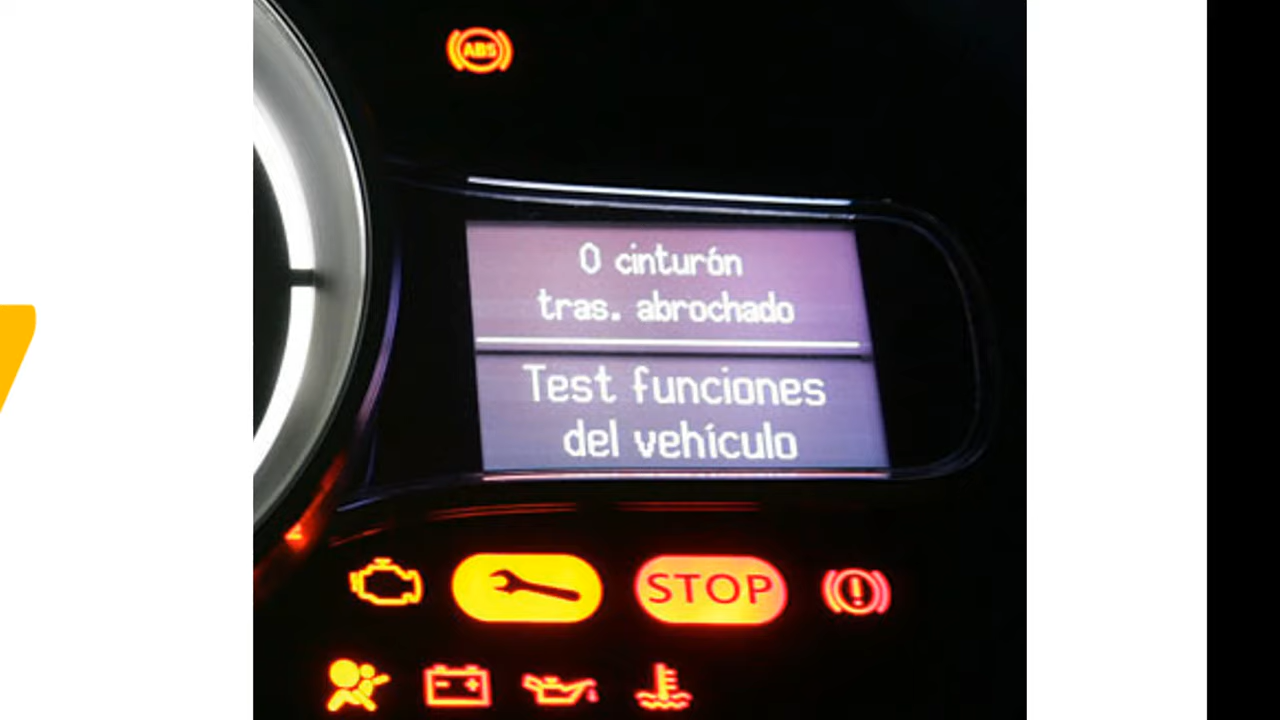 ABS
0 cinturón
tras. abrochado
Test funciones
del vehículo
STOP